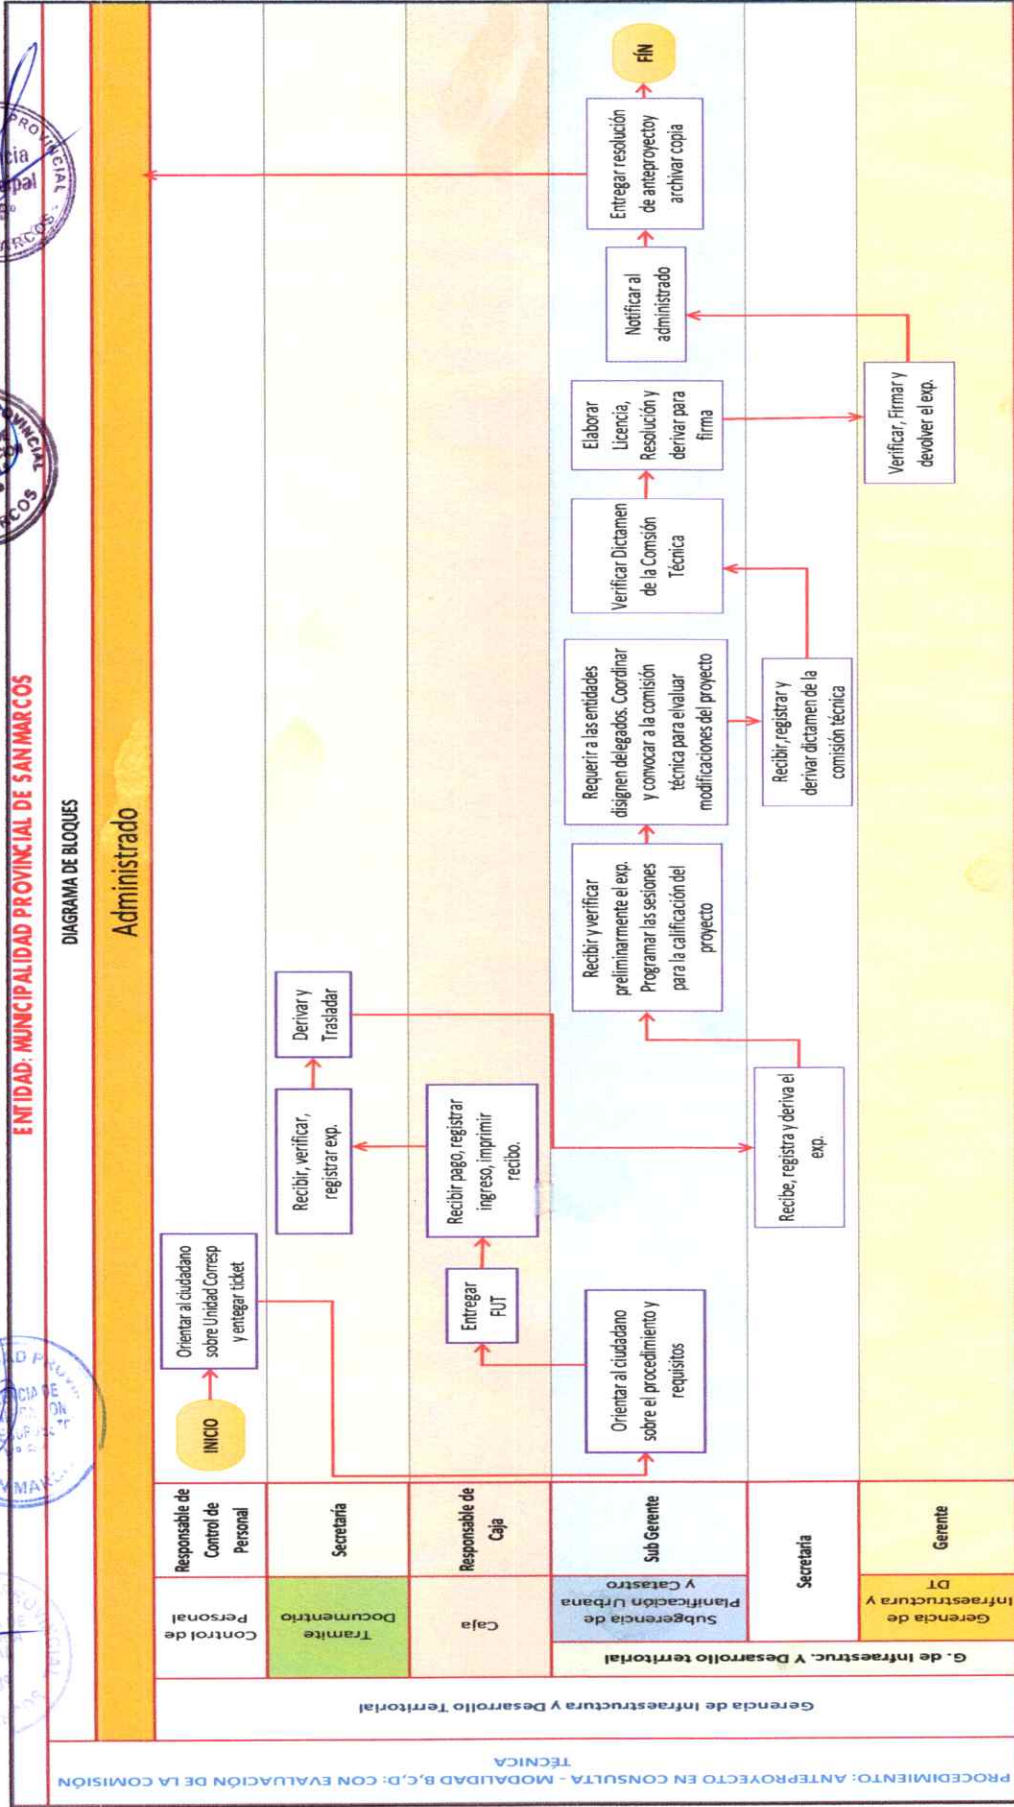 ENTIDAD: MUNICIPALIDAD PROVINCIAL DE SAN MARCOS
DIAGRAMA DE BLOQUES
Administrado
PROCEDIMIENTO: ANTEPROYECTO EN CONSULTA - MODALIDAD B,C,D: CON EVALUACIÓN DE LA COMISIÓN
TÉCNICA
Gerencia de Infraestructura y Desarrollo Territorial
Control de
Personal
Responsable de
Control de
Personal
INICIO
Orientar al ciudadano
sobre Unidad Corresp
y entegar ticket
Tramite
Documentrio
Secretaría
Recibir, verificar,
registrar exp.
Derivar y
Trasladar
Caja
Responsable de
Caja
Entregar
FUT
Recibir pago, registrar
ingreso, imprimir
recibo.
G. de Infraestruc. Y Desarrollo territorial
Subgerencia de
Planificación Urbana
y Catastro
Sub Gerente
Orientar al ciudadano
sobre el procedimiento y
requisitos
Recibir y verificar
preliminarmente el exp.
Programar las sesiones
para la calificación del
proyecto
Requerir a las entidades
disignen delegados. Coordinar
y convocar a la comisión
técnica para elvaluar
modificaciones del proyecto
Verificar Dictamen
de la Comsión
Técnica
Elaborar
Licencia,
Resolución y
derivar para
firma
Notificar al
administrado
Entregar resolución
de anteproyectoy
archivar copia
FÍN
Secretaria
Recibe, registra y deriva el
exp.
Recibir,registrar y
derivar dictamen de la
comisión técnica
Gerencia de
Infraestructura y
DT
Gerente
Verificar, Firmar y
devolver el exp.